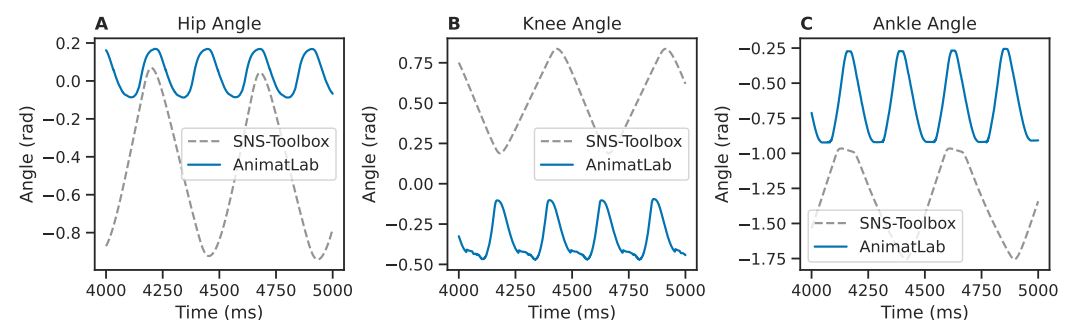 A Hip Angle
0.2
0.0
−0.2
−0.4
−0.6
−0.8
Angle (rad)
SNS-Toolbox
AnimatLab
4000 4250 4500 4750 5000
Time (ms)
B Knee Angle
0.75
0.50
0.25
0.00
−0.25
−0.50
Angle (rad)
SNS-Toolbox
AnimatLab
4000 4250 4500 4750 5000
Time (ms)
C Ankle Angle
−0.25
−0.50
−0.75
−1.00
−1.25
−1.50
−1.75
Angle (rad)
SNS-Toolbox
AnimatLab
4000 4250 4500 4750 5000
Time (ms)